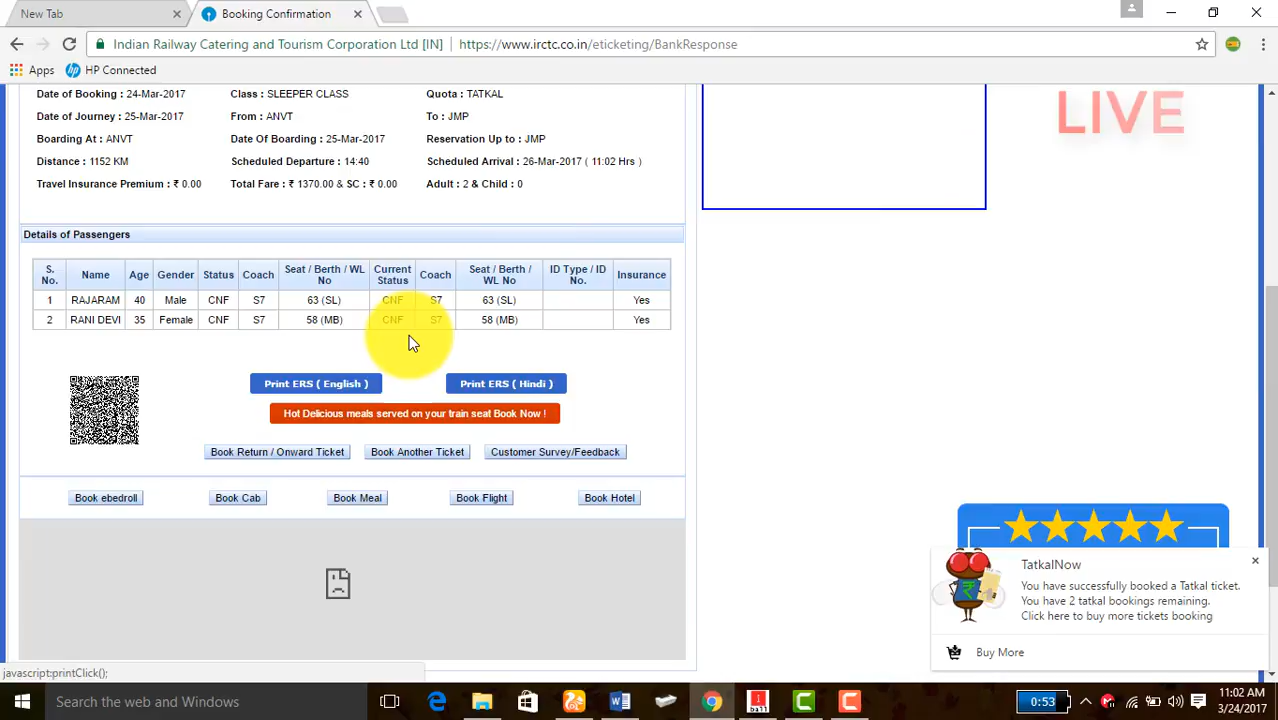 New Tab
Booking Confirmation
Indian Railway Catering and Tourism Corporation Ltd [IN] https://www.irctc.co.in/eticketing/BankResponse
Apps HP Connected
Date of Booking : 24-Mar-2017 Class : SLEEPER CLASS Quota : TATKAL
Date of Journey : 25-Mar-2017 From : ANVT To : JMP
Boarding At : ANVT Date Of Boarding : 25-Mar-2017 Reservation Up to : JMP
Distance : 1152 KM Scheduled Departure : 14:40 Scheduled Arrival : 26-Mar-2017 ( 11:02 Hrs )
Travel Insurance Premium : ₹ 0.00 Total Fare : ₹ 1370.00 & SC : ₹ 0.00 Adult : 2 & Child : 0
LIVE
Details of Passengers
S. No. Name Age Gender Status Coach Seat / Berth / WL No Current Status Coach Seat / Berth / WL No ID Type / ID No. Insurance
1 RAJARAM 40 Male CNF S7 63 (SL) CNF S7 63 (SL) Yes
2 RANI DEVI 35 Female CNF S7 58 (MB) CNF S7 58 (MB) Yes
Print ERS ( English ) Print ERS ( Hindi )
Hot Delicious meals served on your train seat Book Now !
Book Return / Onward Ticket Book Another Ticket Customer Survey/Feedback
Book ebedroll Book Cab Book Meal Book Flight Book Hotel
TatkalNow
You have successfully booked a Tatkal ticket.
You have 2 tatkal bookings remaining.
Click here to buy more tickets booking
Buy More
javascript:printClick();
Search the web and Windows
iball
0:53
11:02 AM
3/24/2017